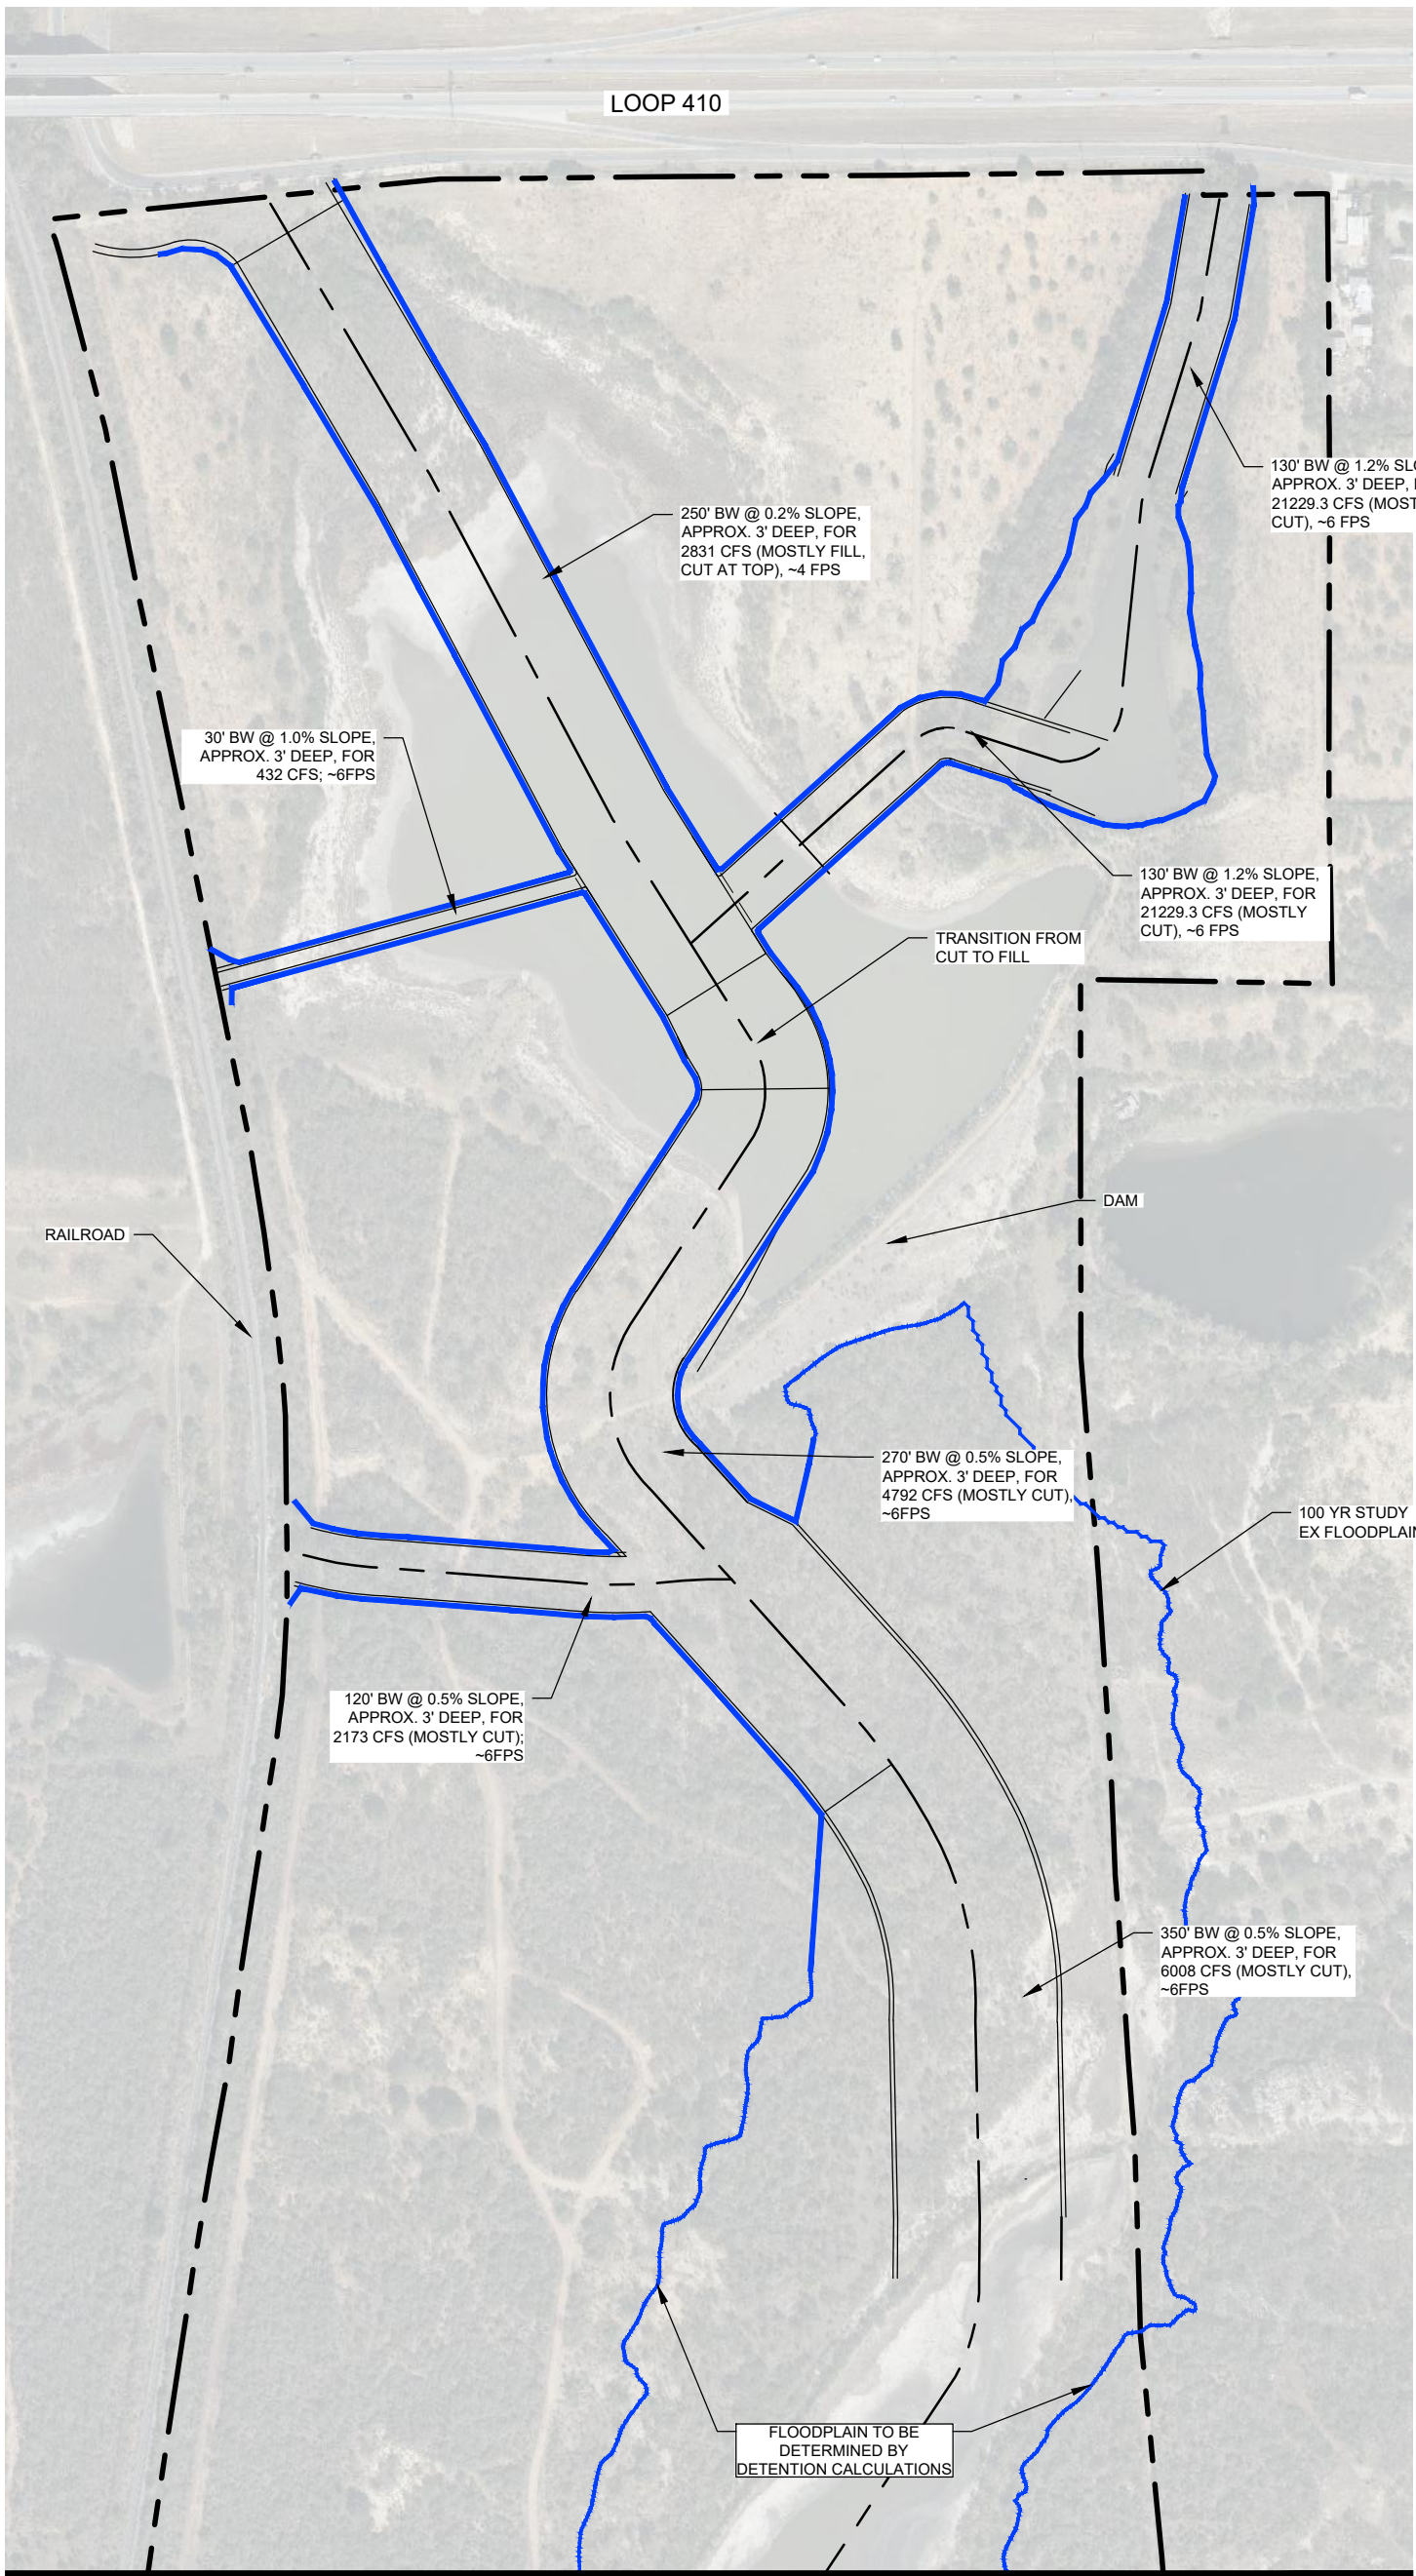 LOOP 410
130' BW @ 1.2%
APPROX. 3' DEEP,
21229.3 CFS
CUT), ~6 FPS
250' BW @ 0.2% SLOPE,
APPROX. 3' DEEP, FOR
2831 CFS (MOSTLY FILL,
CUT AT TOP), ~4 FPS
30' BW @ 1.0% SLOPE,
APPROX. 3' DEEP, FOR
432 CFS; ~6FPS
130' BW @ 1.2% SLOPE,
APPROX. 3' DEEP, FOR
21229.3 CFS (MOSTLY
CUT), ~6 FPS
TRANSITION FROM
CUT TO FILL
DAM
RAILROAD
270' BW @ 0.5% SLOPE,
APPROX. 3' DEEP, FOR
4792 CFS (MOSTLY CUT),
~6FPS
100 YR STUDY
EX FLOODPLAIN
120' BW @ 0.5% SLOPE,
APPROX. 3' DEEP, FOR
2173 CFS (MOSTLY CUT);
~6FPS
350' BW @ 0.5% SLOPE,
APPROX. 3' DEEP, FOR
6008 CFS (MOSTLY CUT),
~6FPS
FLOODPLAIN TO BE
DETERMINED BY
DETENTION CALCULATIONS